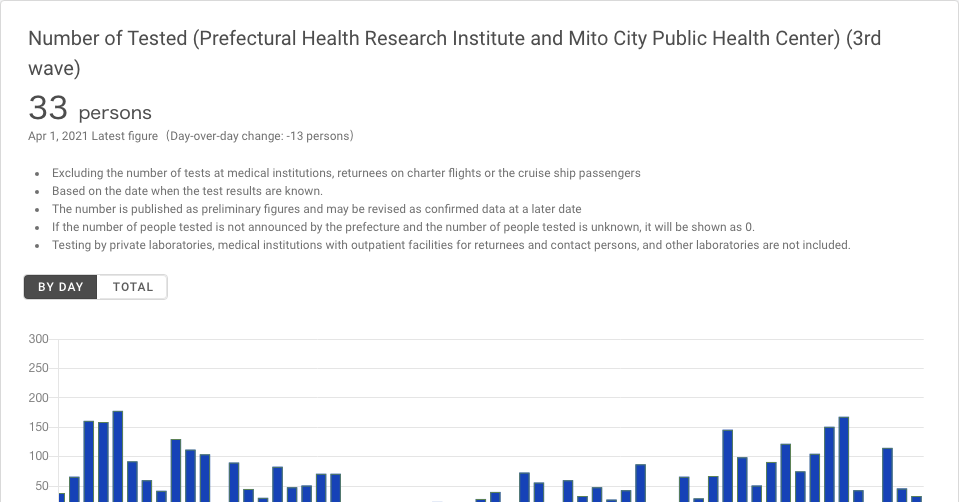 Number of Tested (Prefectural Health Research Institute and Mito City Public Health Center) (3rd
wave)
33 persons
Apr 1, 2021 Latest figure（Day-over-day change: -13 persons）
• Excluding the number of tests at medical institutions, returnees on charter flights or the cruise ship passengers
• Based on the date when the test results are known.
• The number is published as preliminary figures and may be revised as confirmed data at a later date
• If the number of people tested is not announced by the prefecture and the number of people tested is unknown, it will be shown as 0.
• Testing by private laboratories, medical institutions with outpatient facilities for returnees and contact persons, and other laboratories are not included.
BY DAY TOTAL
300
250
200
150
100
50